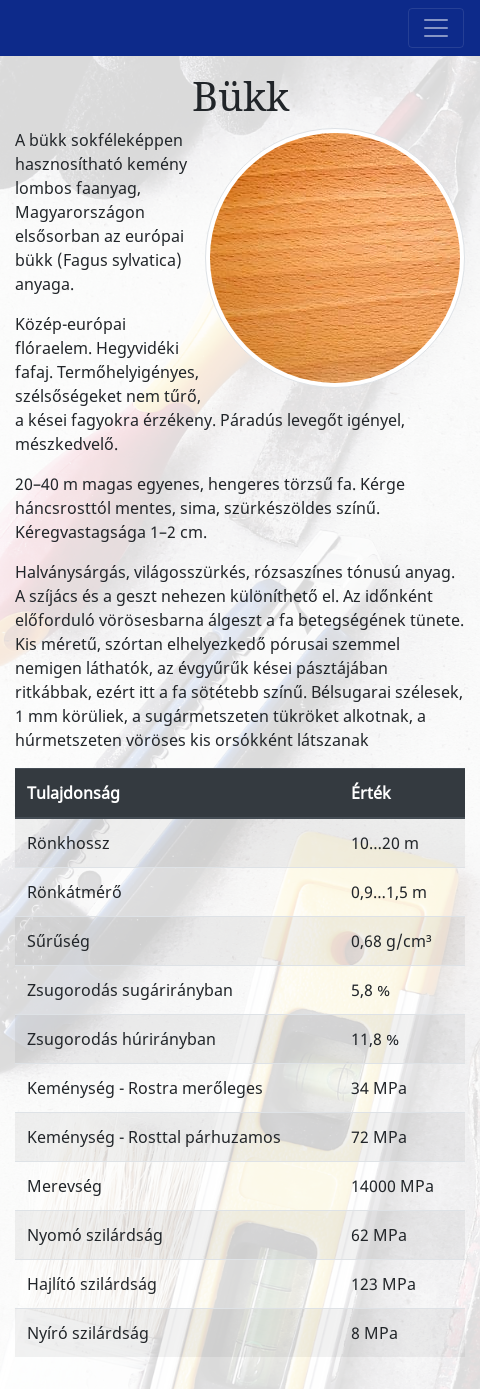 Bükk
A bükk sokféleképpen
hasznosítható kemény
lombos faanyag,
Magyarországon
elsősorban az európai
bükk (Fagus sylvatica)
anyaga.
Közép-európai
flóraelem. Hegyvidéki
fafaj. Termőhelyigényes,
szélsőségeket nem tűrő,
a kései fagyokra érzékeny. Páradús levegőt igényel,
mészkedvelő.
20–40 m magas egyenes, hengeres törzsű fa. Kérge
háncsrosttól mentes, sima, szürkészöldes színű.
Kéregvastagsága 1–2 cm.
Halványsárgás, világosszürkés, rózsaszínes tónusú anyag.
A szíjács és a geszt nehezen különíthető el. Az időnként
előforduló vörösesbarna álgeszt a fa betegségének tünete.
Kis méretű, szórtan elhelyezkedő pórusai szemmel
nemigen láthatók, az évgyűrűk kései pásztájában
ritkábbak, ezért itt a fa sötétebb színű. Bélsugarai szélesek,
1 mm körüliek, a sugármetszeten tükröket alkotnak, a
húrmetszeten vöröses kis orsókként látszanak
Tulajdonság Érték
Rönkhossz 10...20 m
Rönkátmérő 0,9...1,5 m
Sűrűség 0,68 g/cm³
Zsugorodás sugárirányban 5,8 %
Zsugorodás húrirányban 11,8 %
Keménység - Rostra merőleges 34 MPa
Keménység - Rosttal párhuzamos 72 MPa
Merevség 14000 MPa
Nyomó szilárdság 62 MPa
Hajlító szilárdság 123 MPa
Nyíró szilárdság 8 MPa